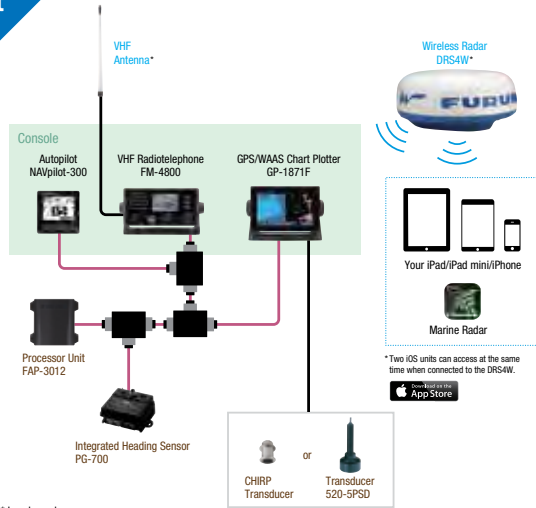 VHF
Antenna*
Wireless Radar
DRS4W*
FURUN
Console
Autopilot
NAVpilot-300
VHF Radiotelephone
FM-4800
GPS/WAAS Chart Plotter
GP-1871F
Your iPad/iPad mini/iPhone
Marine Radar
* Two iOS units can access at the same
time when connected to the DRS4W.
Download on the
App Store
Processor Unit
FAP-3012
Integrated Heading Sensor
PG-700
CHIRP
Transducer
or
Transducer
520-5PSD